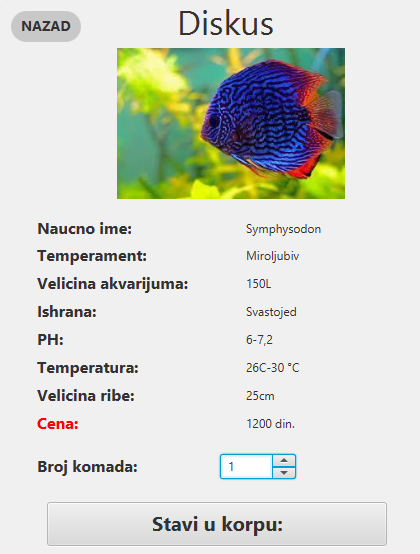 NAZAD
Diskus
Naucno ime: Symphysodon
Temperament: Miroljubiv
Velicina akvarijuma: 150L
Ishrana: Svastojed
PH: 6-7,2
Temperatura: 26C-30 °C
Velicina ribe: 25cm
Cena: 1200 din.
Broj komada: 1
Stavi u korpu: